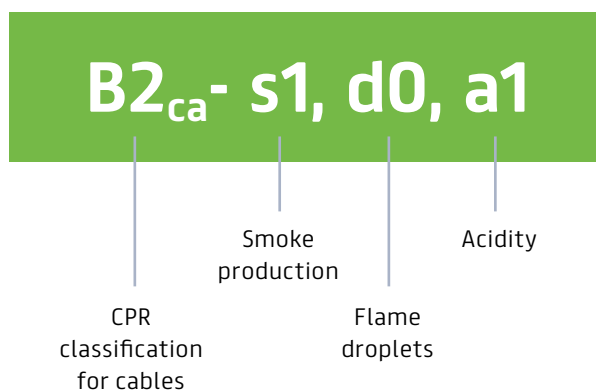 B2ca- s1, d0, a1
Smoke
production
Acidity
CPR
classification
for cables
Flame
droplets